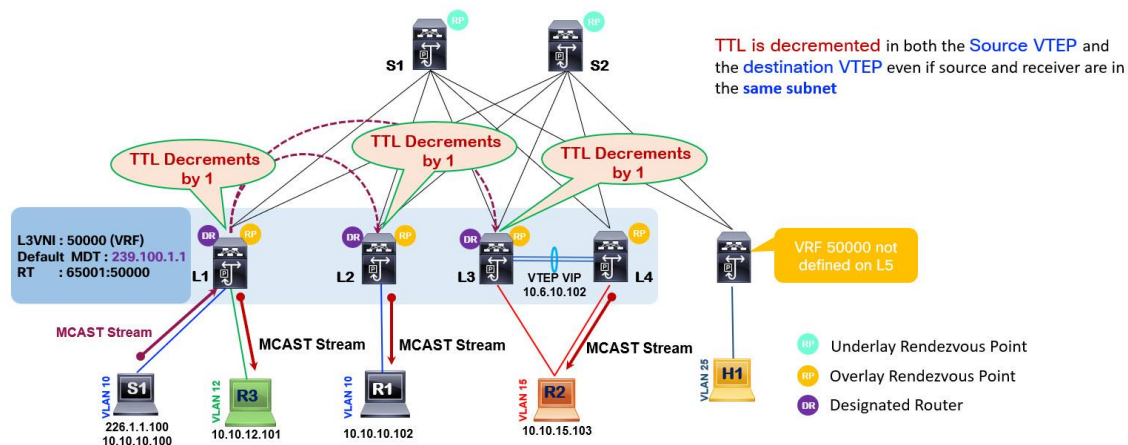 RP
RP
S1
S2
TTL is decremented in both the Source VTEP and
the destination VTEP even if source and receiver are in
the same subnet
TTL Decrements
by 1
TTL Decrements
by 1
TTL Decrements
by 1
L3VNI : 50000 (VRF)
Default MDT : 239.100.1.1
RT : 65001:50000
DR
RP
L1
DR
RP
L2
DR
RP
L3
VTEP VIP
10.6.10.102
RP
L4
VRF 50000 not
defined on L5
MCAST Stream
MCAST Stream
MCAST Stream
MCAST Stream
VLAN 10
S1
226.1.1.100
10.10.10.100
VLAN 12
R3
10.10.12.101
VLAN 10
R1
10.10.10.102
VLAN 15
R2
10.10.15.103
VLAN 25
H1
RP Underlay Rendezvous Point
RP Overlay Rendezvous Point
DR Designated Router